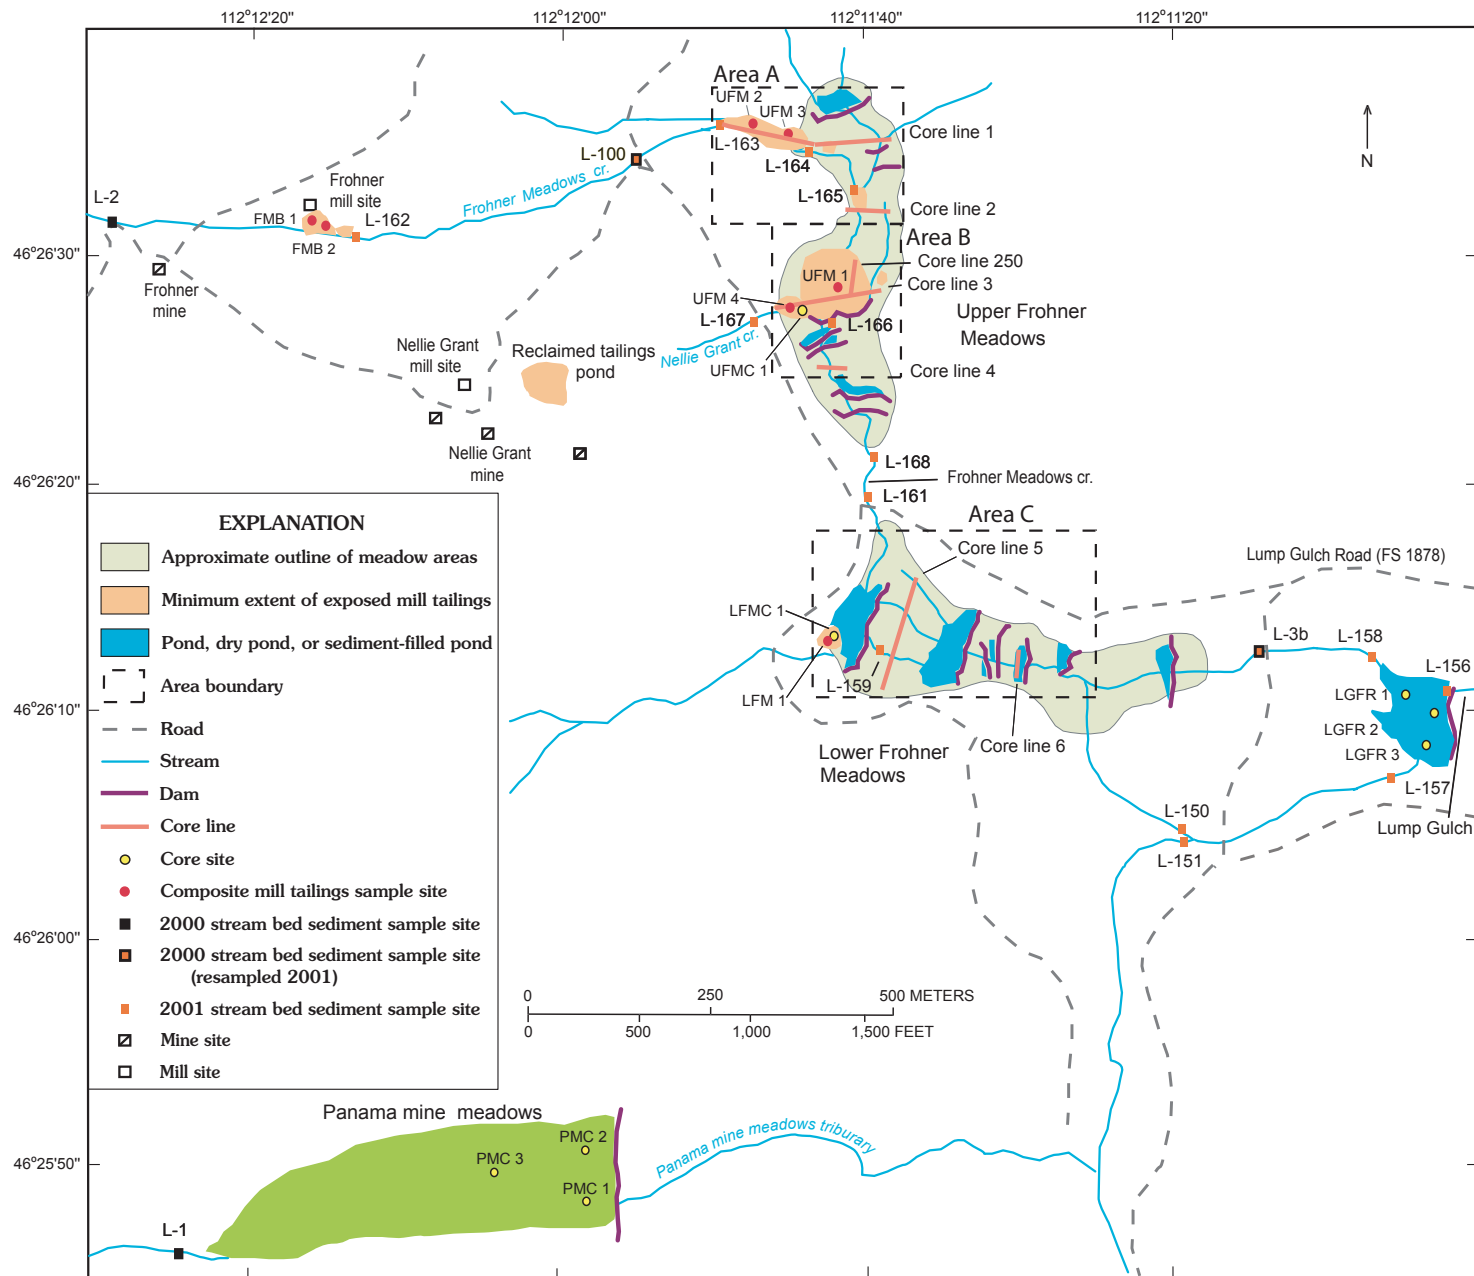 112°12'20"
112°12'00"
112°11'40"
112°11'20"
Area A
UFM 2
UFM 3
Core line 1
L-163
L-100
L-164
N
L-2
Frohner
mill site
Frohner Meadows cr.
L-165
FMB 1
L-162
Core line 2
FMB 2
46°26'30"
Area B
Core line 250
UFM 1
Core line 3
Frohner
mine
UFM 4
Upper Frohner
Meadows
L-167
L-166
Nellie Grant
mill site
Reclaimed tailings
pond
Nellie Grant cr.
UFMC 1
Core line 4
Nellie Grant
mine
L-168
46°26'20"
Frohner Meadows cr.
L-161
Area C
Core line 5
Lump Gulch Road (FS 1878)
LFMC 1
L-3b
L-158
L-156
L-159
LFM 1
LGFR 1
46°26'10"
LGFR 2
Core line 6
Lower Frohner
Meadows
LGFR 3
L-157
L-150
Lump Gulch
L-151
EXPLANATION
Approximate outline of meadow areas
Minimum extent of exposed mill tailings
Pond, dry pond, or sediment-filled pond
Area boundary
Road
Stream
Dam
Core line
Core site
Composite mill tailings sample site
2000 stream bed sediment sample site
2000 stream bed sediment sample site
(resampled 2001)
2001 stream bed sediment sample site
Mine site
Mill site
46°26'00"
0 250 500 METERS
0 500 1,000 1,500 FEET
Panama mine meadows
Panama mine meadows triburary
PMC 2
46°25'50"
PMC 3
PMC 1
L-1